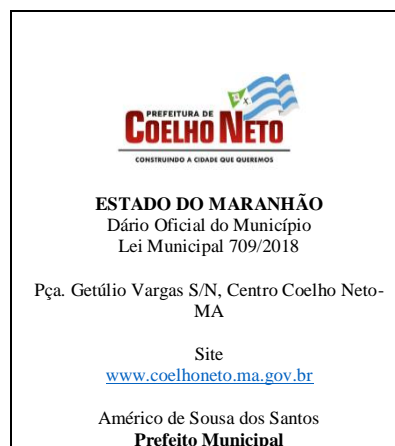 PREFEITURA DE
COELHO NETO
CONSTRUINDO A CIDADE QUE QUEREMOS
ESTADO DO MARANHÃO
Dário Oficial do Município
Lei Municipal 709/2018
Pça. Getúlio Vargas S/N, Centro Coelho Neto-
MA
Site
www.coelhoneto.ma.gov.br
Américo de Sousa dos Santos
Prefeito Municipal